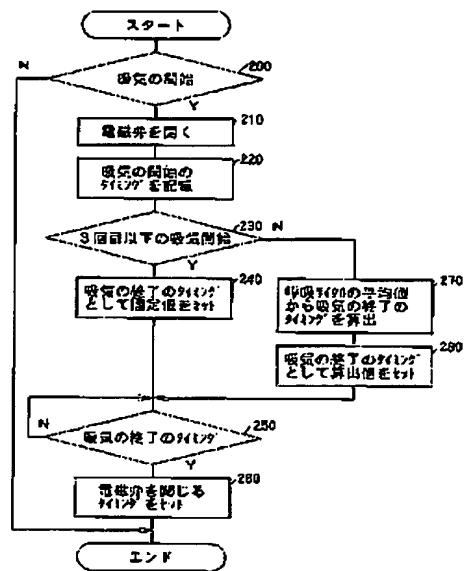 スタート
N
200
吸気の開始
Y
210
電磁弁を開く
220
吸気の開始の
タイミングを記憶
230
3回目以下の吸気開始
N
Y
240
吸気の終了のタイミング
として固定値をセット
270
呼吸サイクルの平均値
から吸気の終了の
タイミングを算出
280
吸気の終了のタイミング
として算出値をセット
250
吸気の終了のタイミング
N
Y
260
電磁弁を閉じる
タイミングをセット
エンド